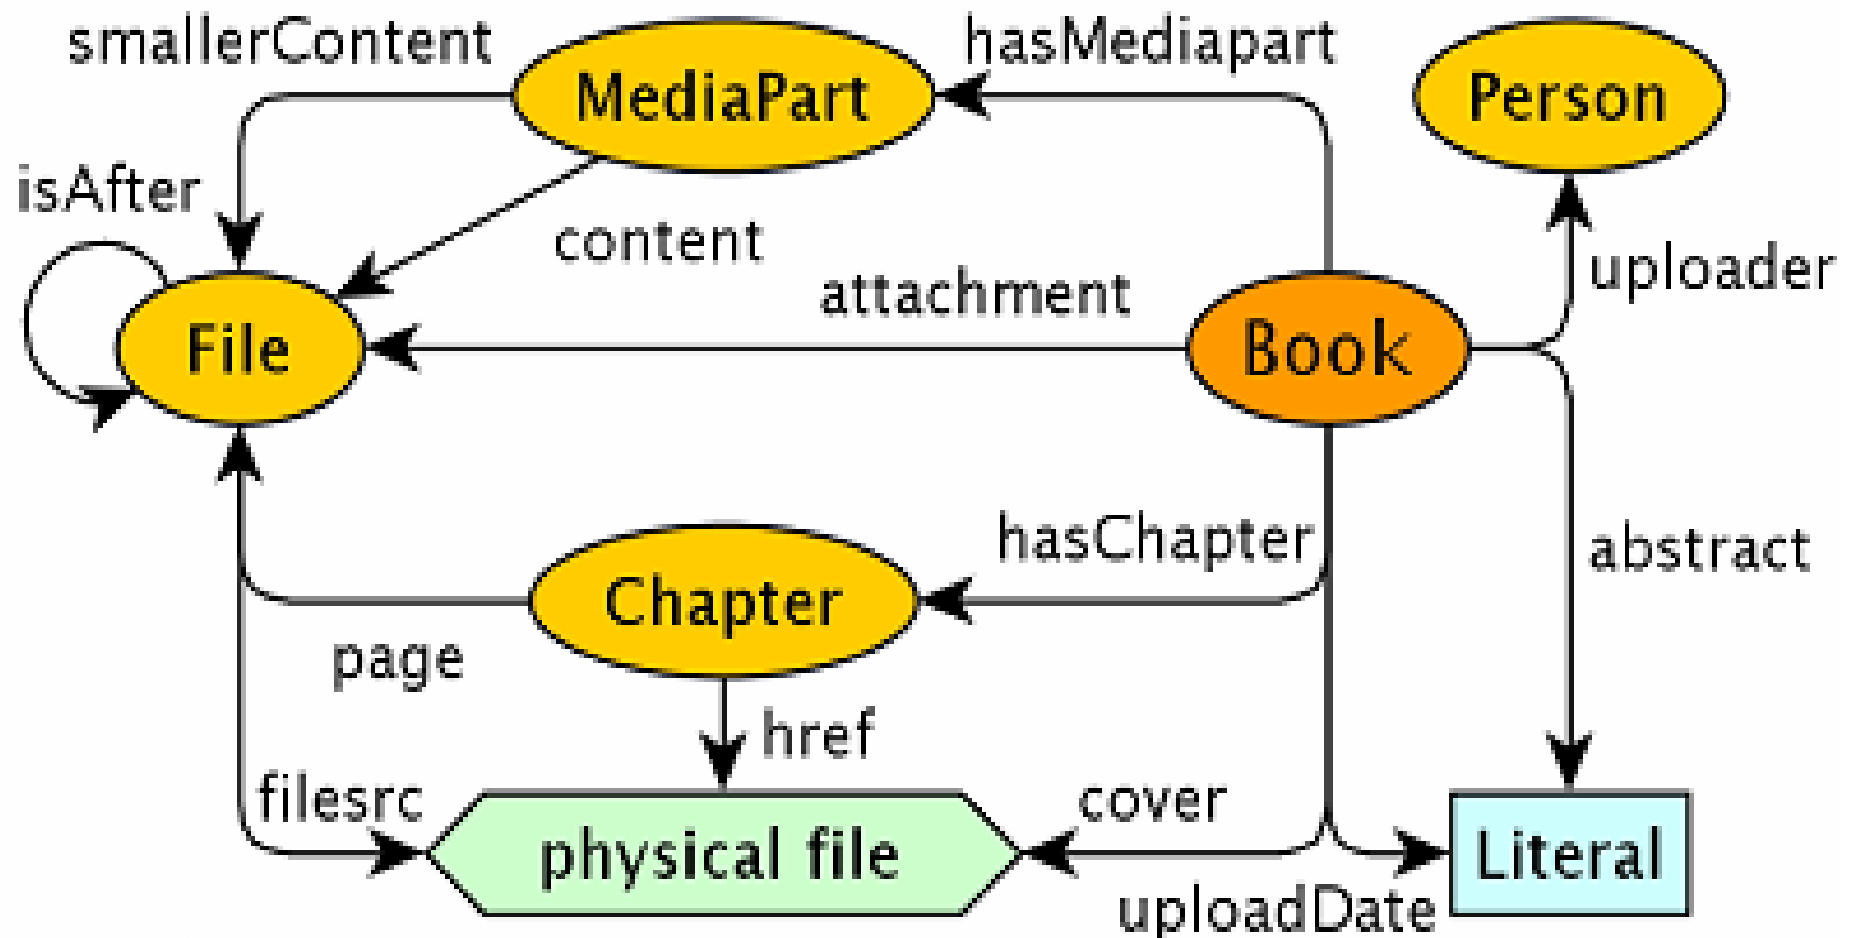 smallerContent
MediaPart
hasMediapart
Person
isAfter
content
uploader
attachment
File
Book
hasChapter
abstract
Chapter
page
href
filesrc
cover
physical file
Literal
uploadDate